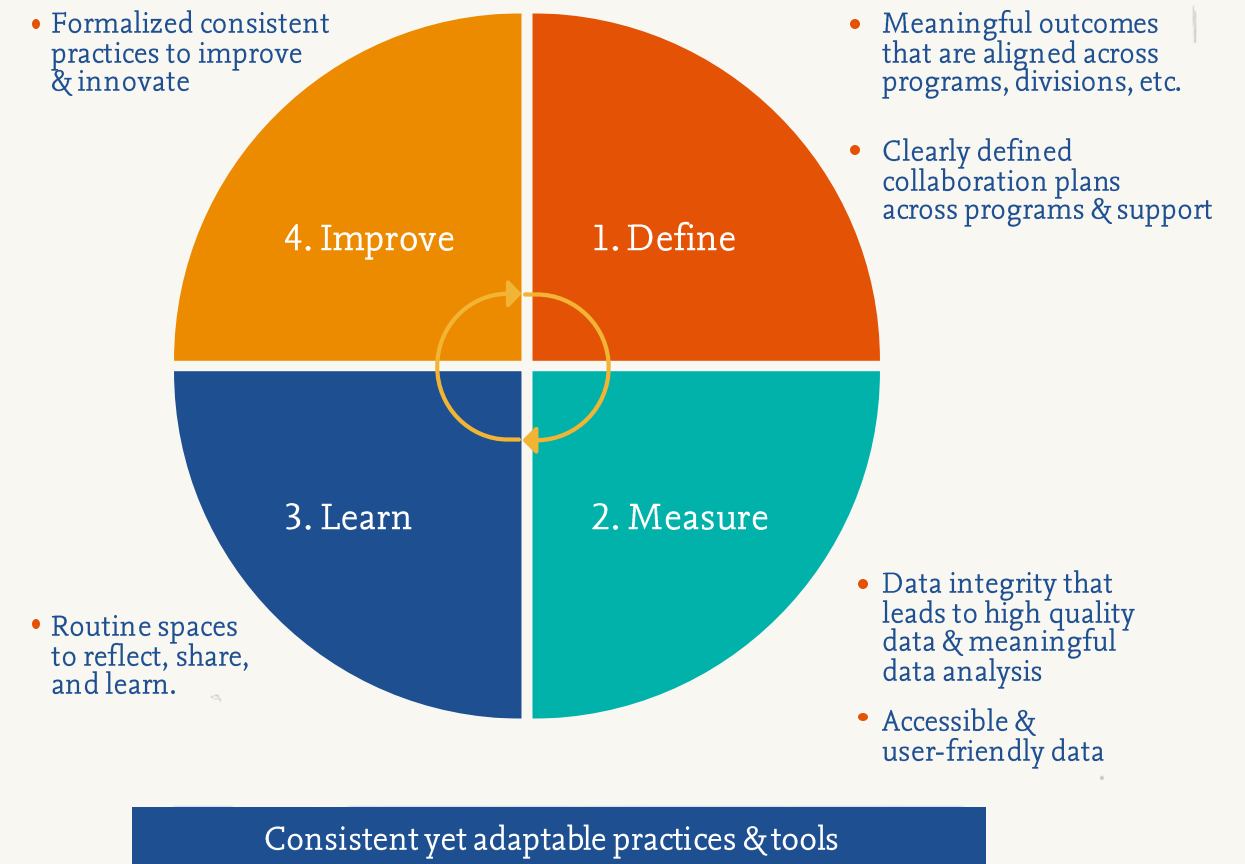 • Formalized consistent
practices to improve
& innovate
• Meaningful outcomes
that are aligned across
programs, divisions, etc.
• Clearly defined
collaboration plans
across programs & support
4. Improve
1. Define
3. Learn
2. Measure
• Data integrity that
leads to high quality
data & meaningful
data analysis
• Accessible &
user-friendly data
• Routine spaces
to reflect, share,
and learn.
Consistent yet adaptable practices & tools